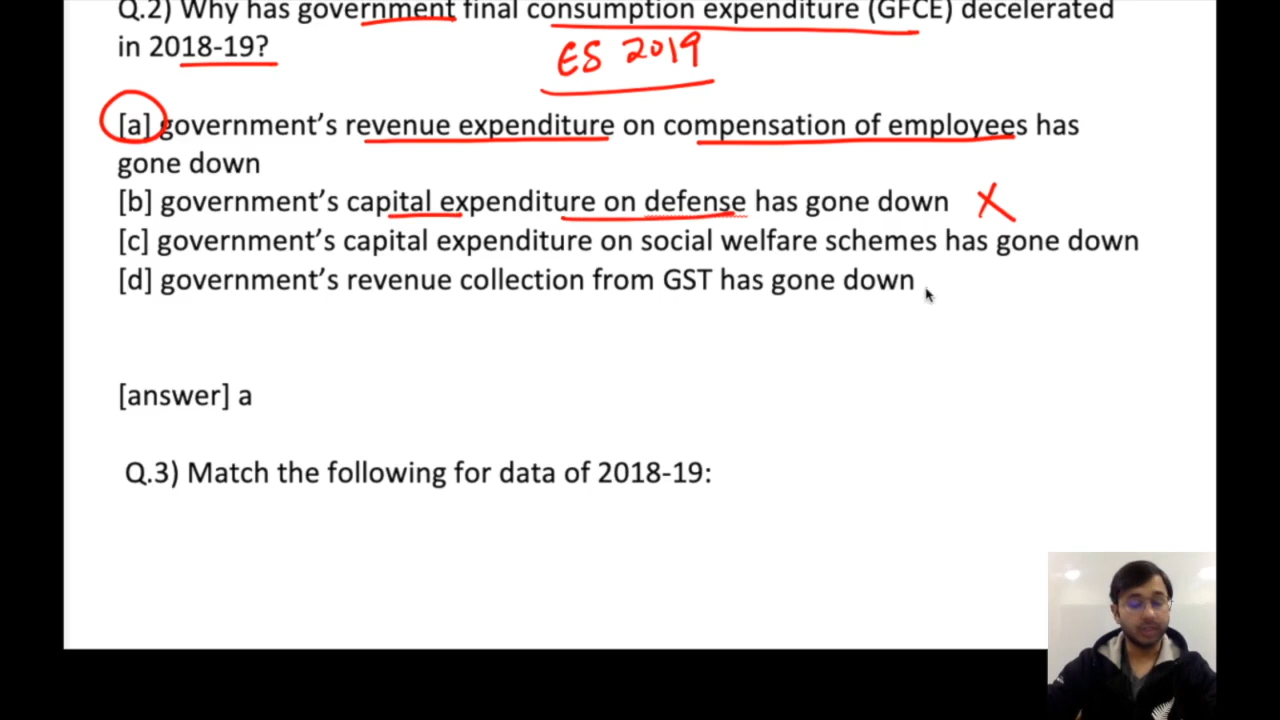 Q.2) Why has government final consumption expenditure (GFCE) decelerated
in 2018-19?
ES 2019
[a] government’s revenue expenditure on compensation of employees has
gone down
[b] government’s capital expenditure on defense has gone down X
[c] government’s capital expenditure on social welfare schemes has gone down
[d] government’s revenue collection from GST has gone down
[answer] a
Q.3) Match the following for data of 2018-19: